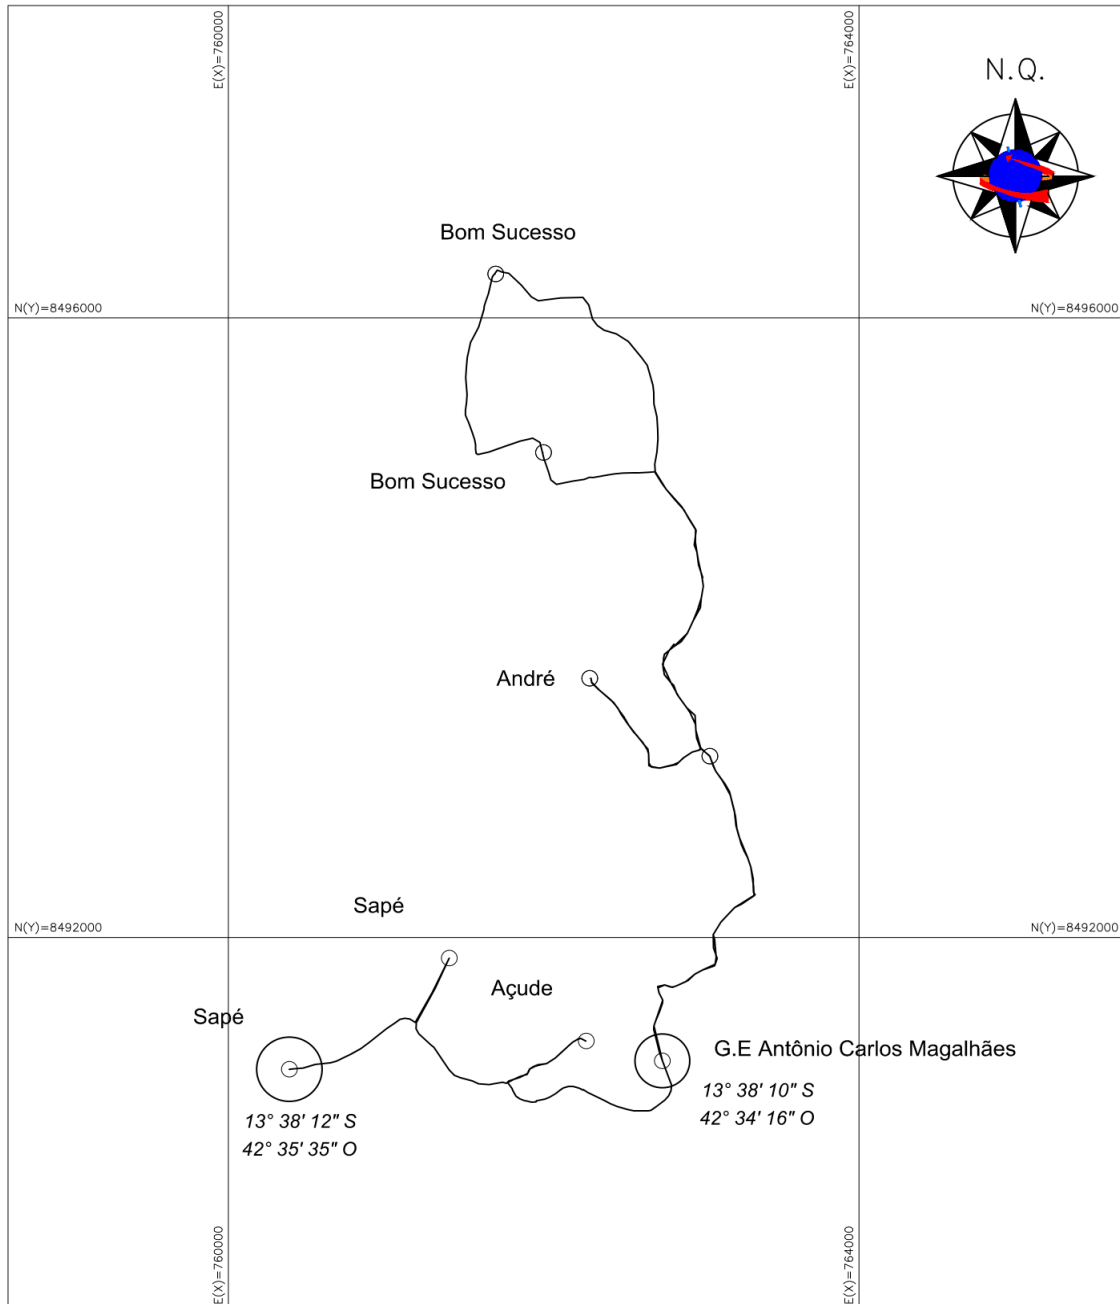 E(X)=760000
E(X)=764000
N.Q.
Bom Sucesso
N(Y)=8496000
N(Y)=8496000
Bom Sucesso
André
Sapé
N(Y)=8492000
N(Y)=8492000
Açude
Sapé
G.E Antônio Carlos Magalhães
13° 38' 10" S
42° 34' 16" O
13° 38' 12" S
42° 35' 35" O
E(X)=760000
E(X)=764000